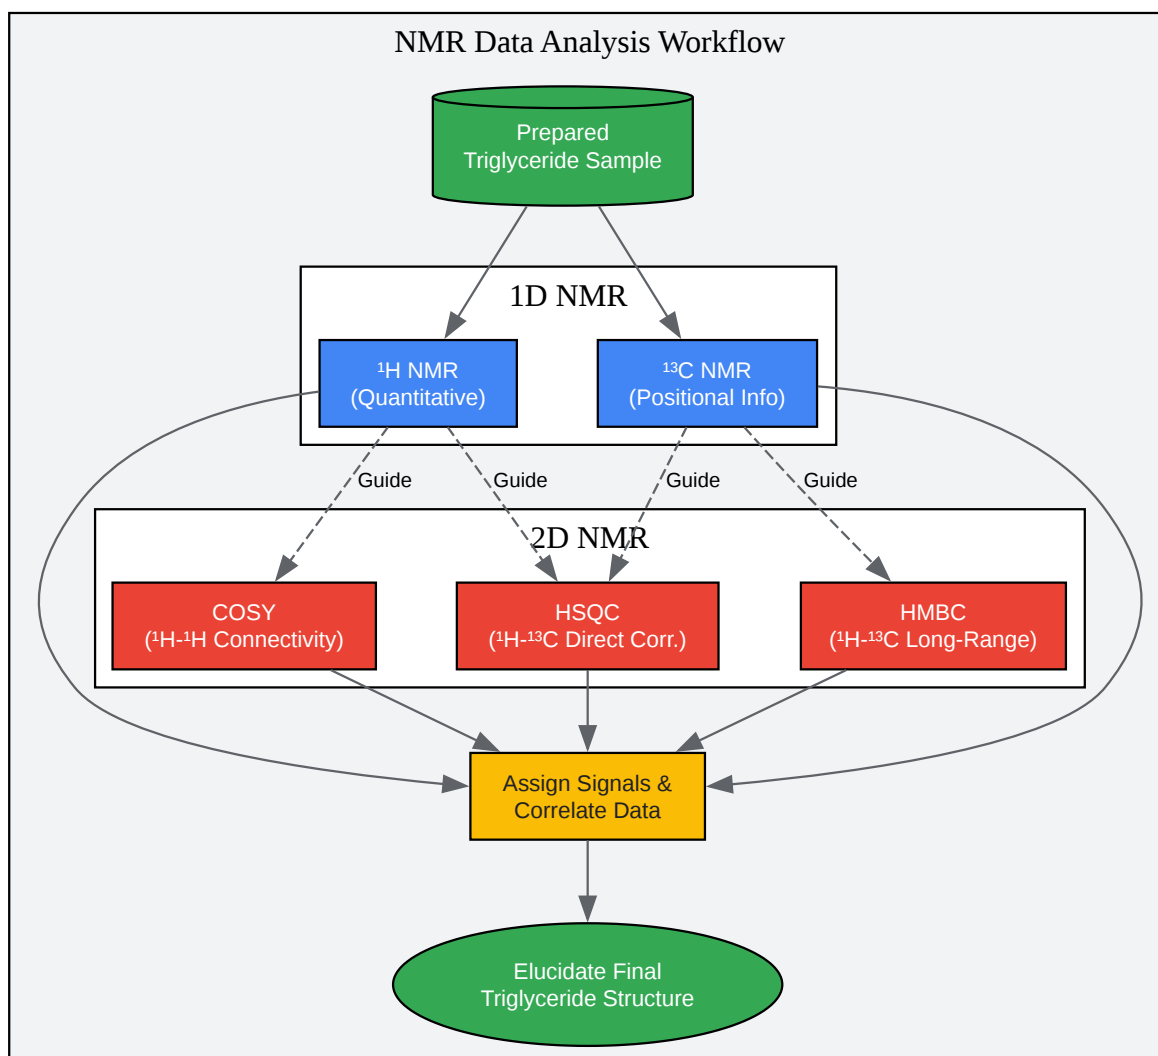 NMR Data Analysis Workflow
Prepared
Triglyceride Sample
1D NMR
¹H NMR
(Quantitative)
¹³C NMR
(Positional Info)
Guide
Guide
Guide
Guide
2D NMR
COSY
(¹H-¹H Connectivity)
HSQC
(¹H-¹³C Direct Corr.)
HMBC
(¹H-¹³C Long-Range)
Assign Signals &
Correlate Data
Elucidate Final
Triglyceride Structure